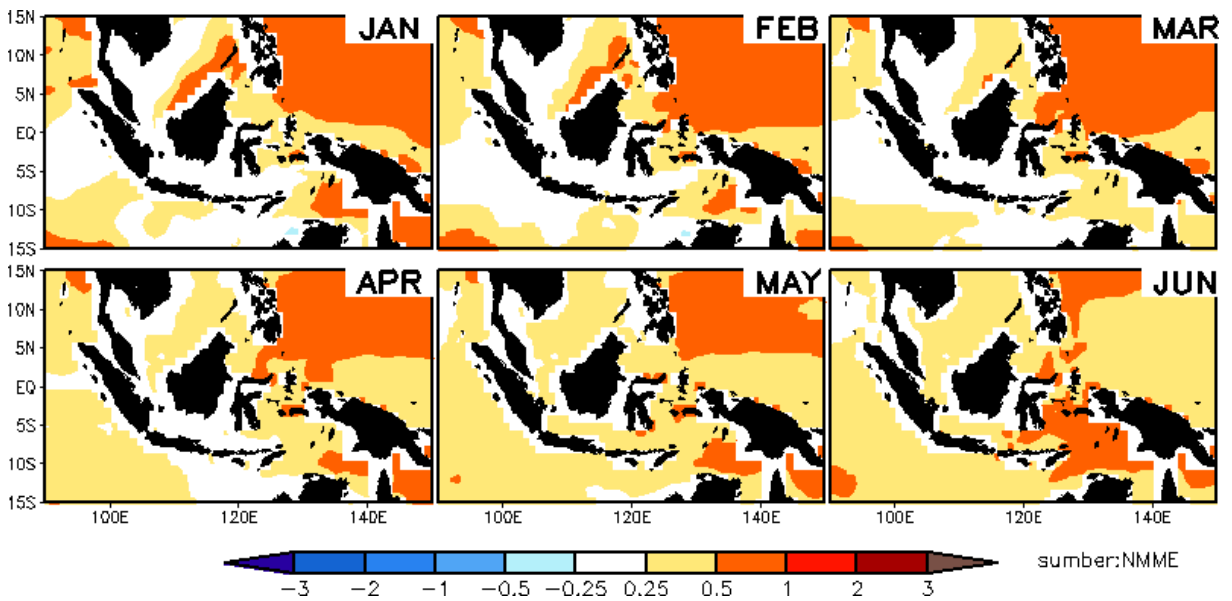 JAN
FEB
MAR
15N
10N
5N
EQ
5S
10S
15S
APR
MAY
JUN
15N
10N
5N
EQ
5S
10S
15S
100E 120E 140E 100E 120E 140E 100E 120E 140E
−3 −2 −1 −0.5 −0.25 0.25 0.5 1 2 3
sumber:NMME